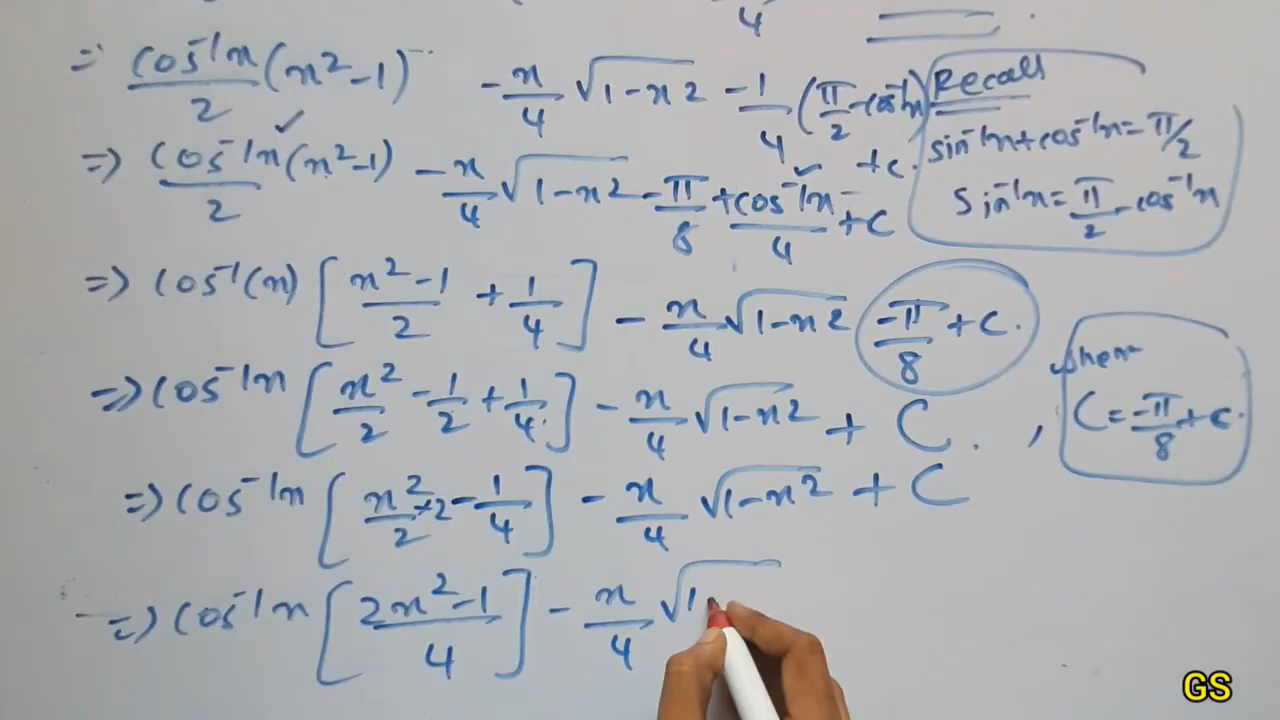 4
=> cos⁻¹x/2 (x²-1) - x/4 √1-x² - 1/4 (π/2 - cos⁻¹x) + c.
=> cos⁻¹x/2 (x²-1) - x/4 √1-x² - π/8 + cos⁻¹x/4 + C
=> cos⁻¹(x) [x²-1/2 + 1/4] - x/4 √1-x² - π/8 + c.
=> cos⁻¹x [x²/2 - 1/2 + 1/4] - x/4 √1-x² + C. ,
=> cos⁻¹x [x²/2 ×2 - 1/4] - x/4 √1-x² + C
=> cos⁻¹x [2x²-1/4] - x/4 √1
Recall
sin⁻¹x + cos⁻¹x = π/2
Sin⁻¹x = π/2 - cos⁻¹x
C = -π/8 + c.
GS